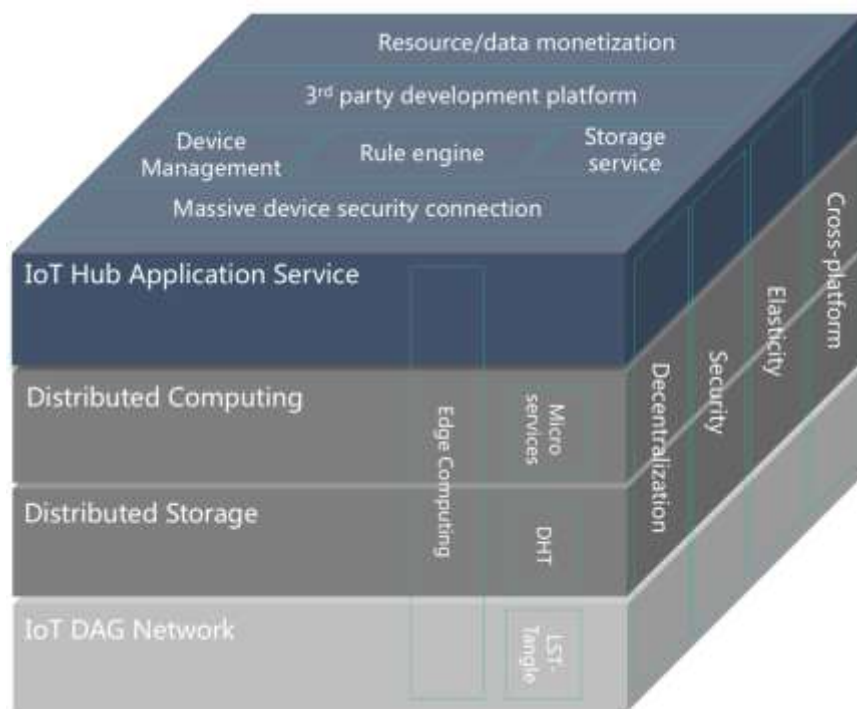 Resource/data monetization
3rd party development platform
Device
Management
Rule engine
Storage
service
Massive device security connection
IoT Hub Application Service
Distributed Computing
Distributed Storage
IoT DAG Network
Edge Computing
Micro
services
DHT
LST-
Tangle
Decentralization
Security
Elasticity
Cross-platform